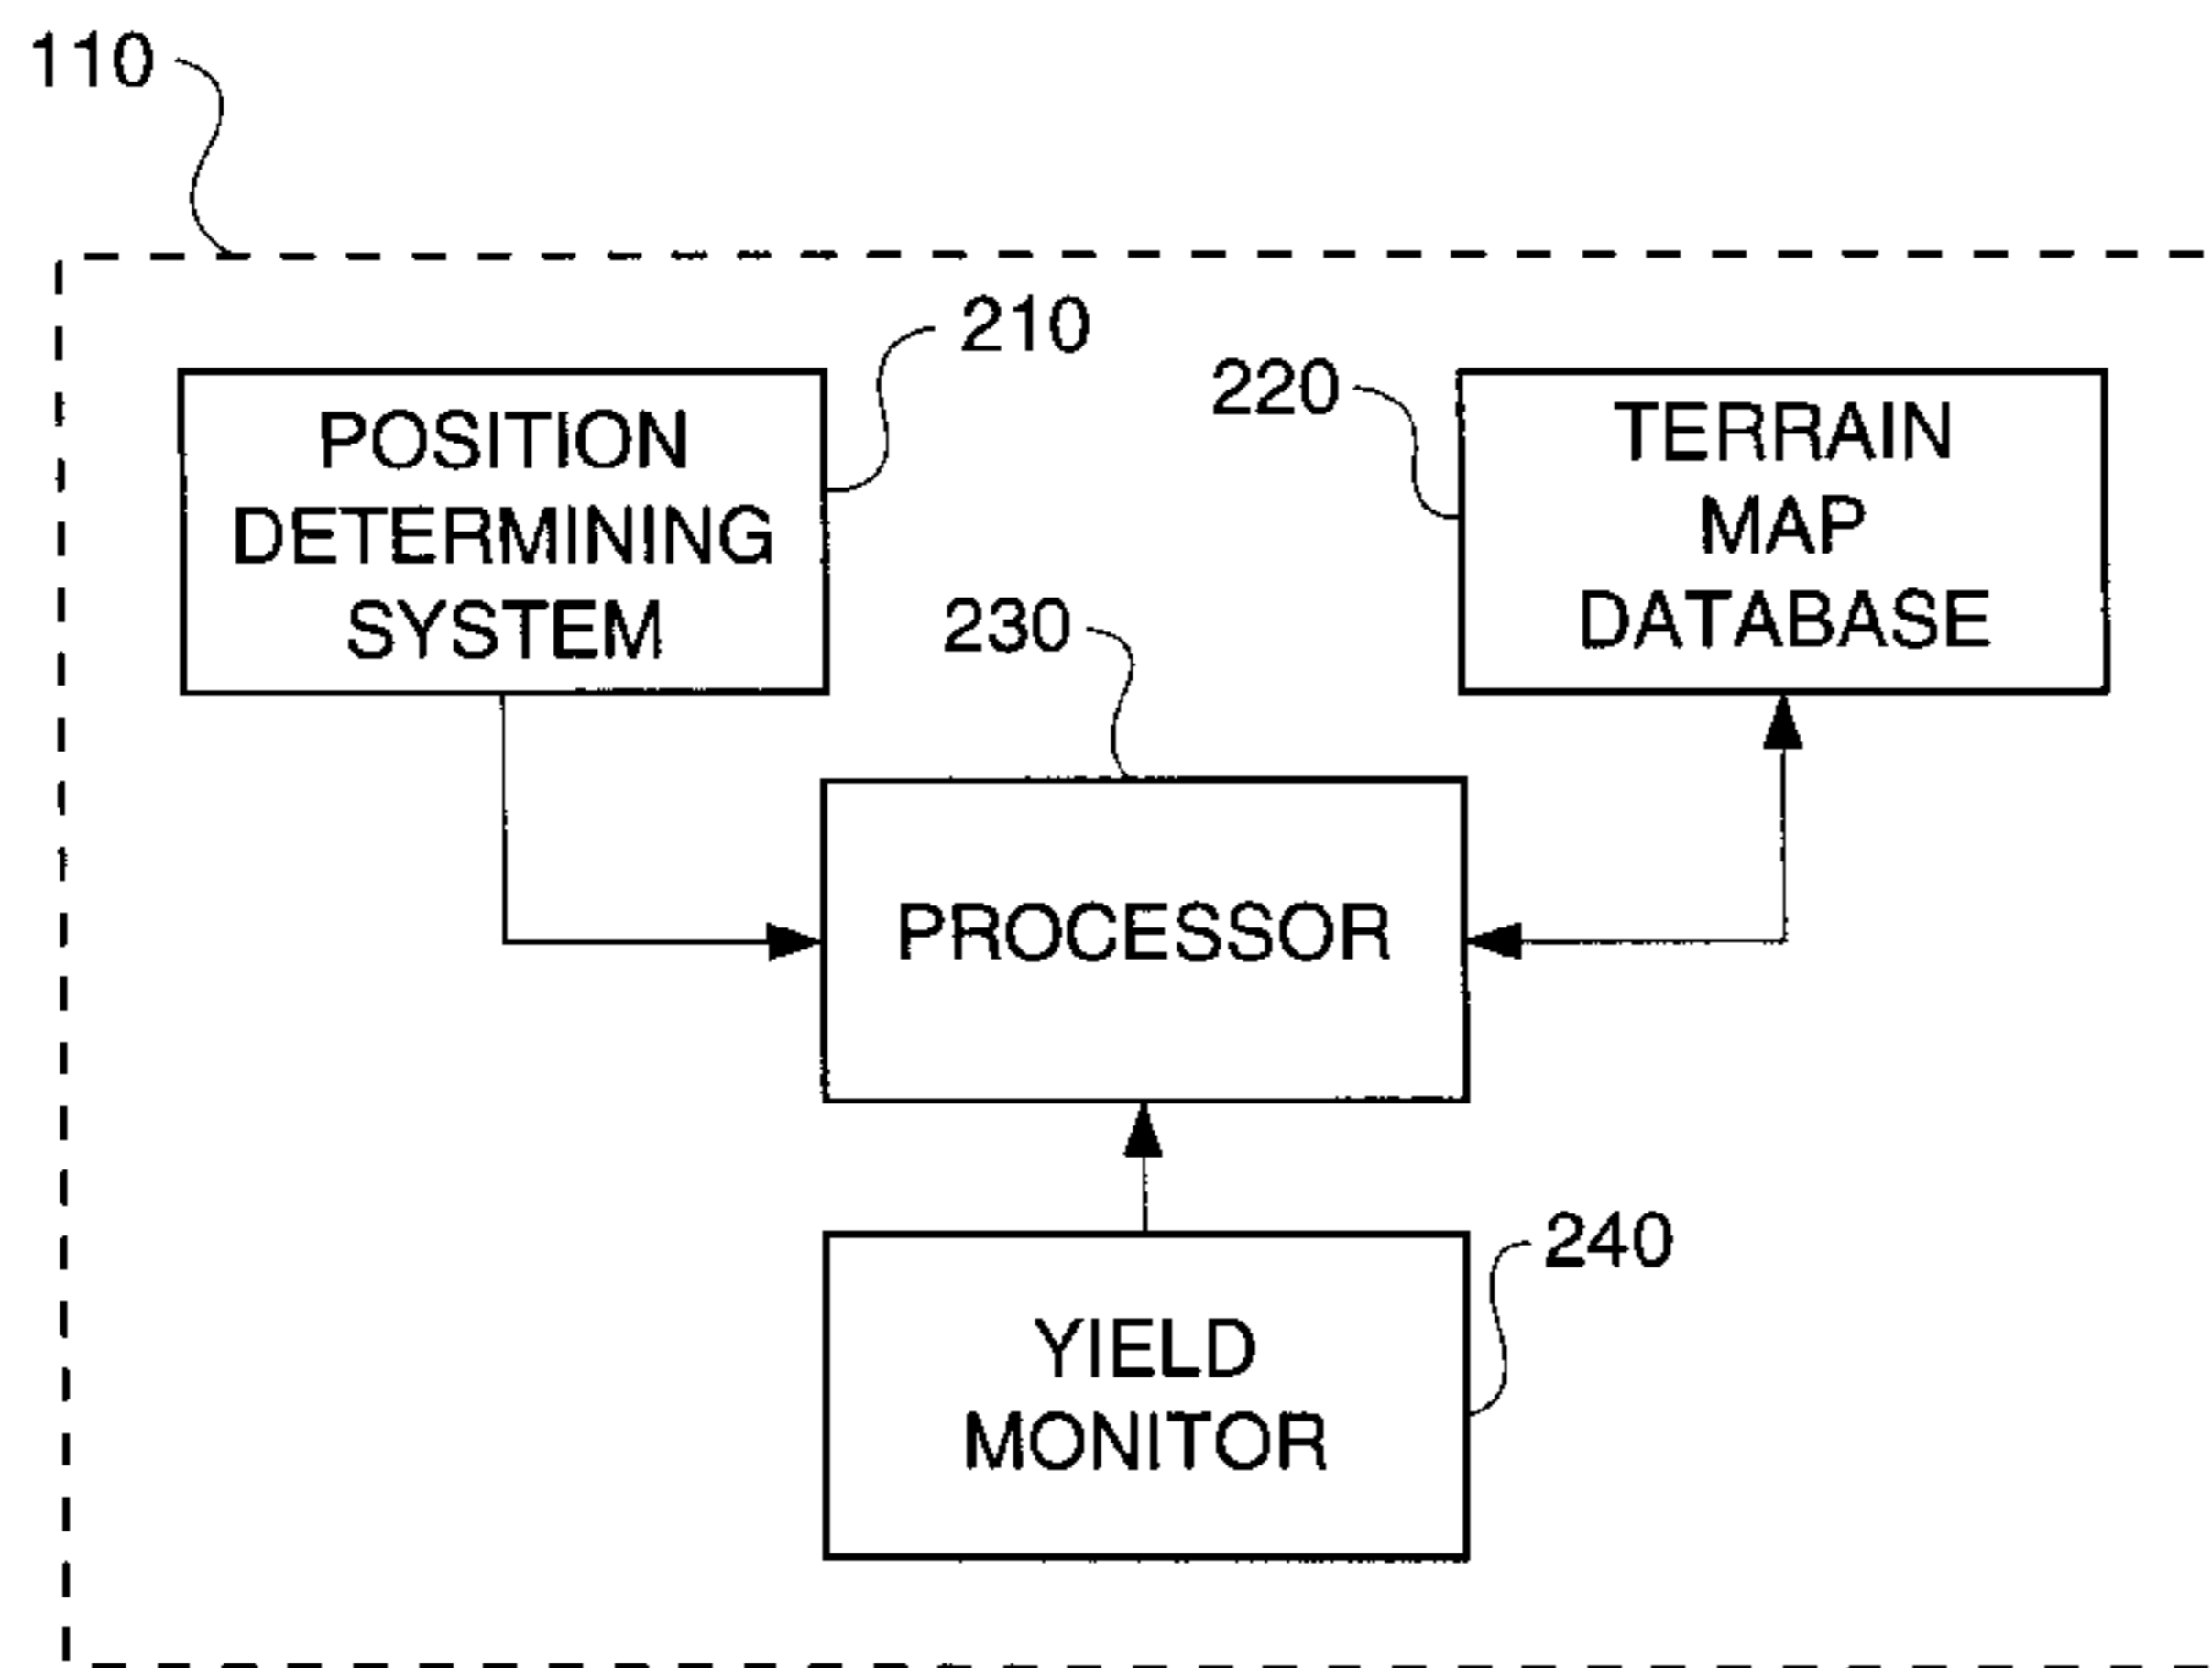 110
210
POSITION
DETERMINING
SYSTEM
220
TERRAIN
MAP
DATABASE
230
PROCESSOR
240
YIELD
MONITOR